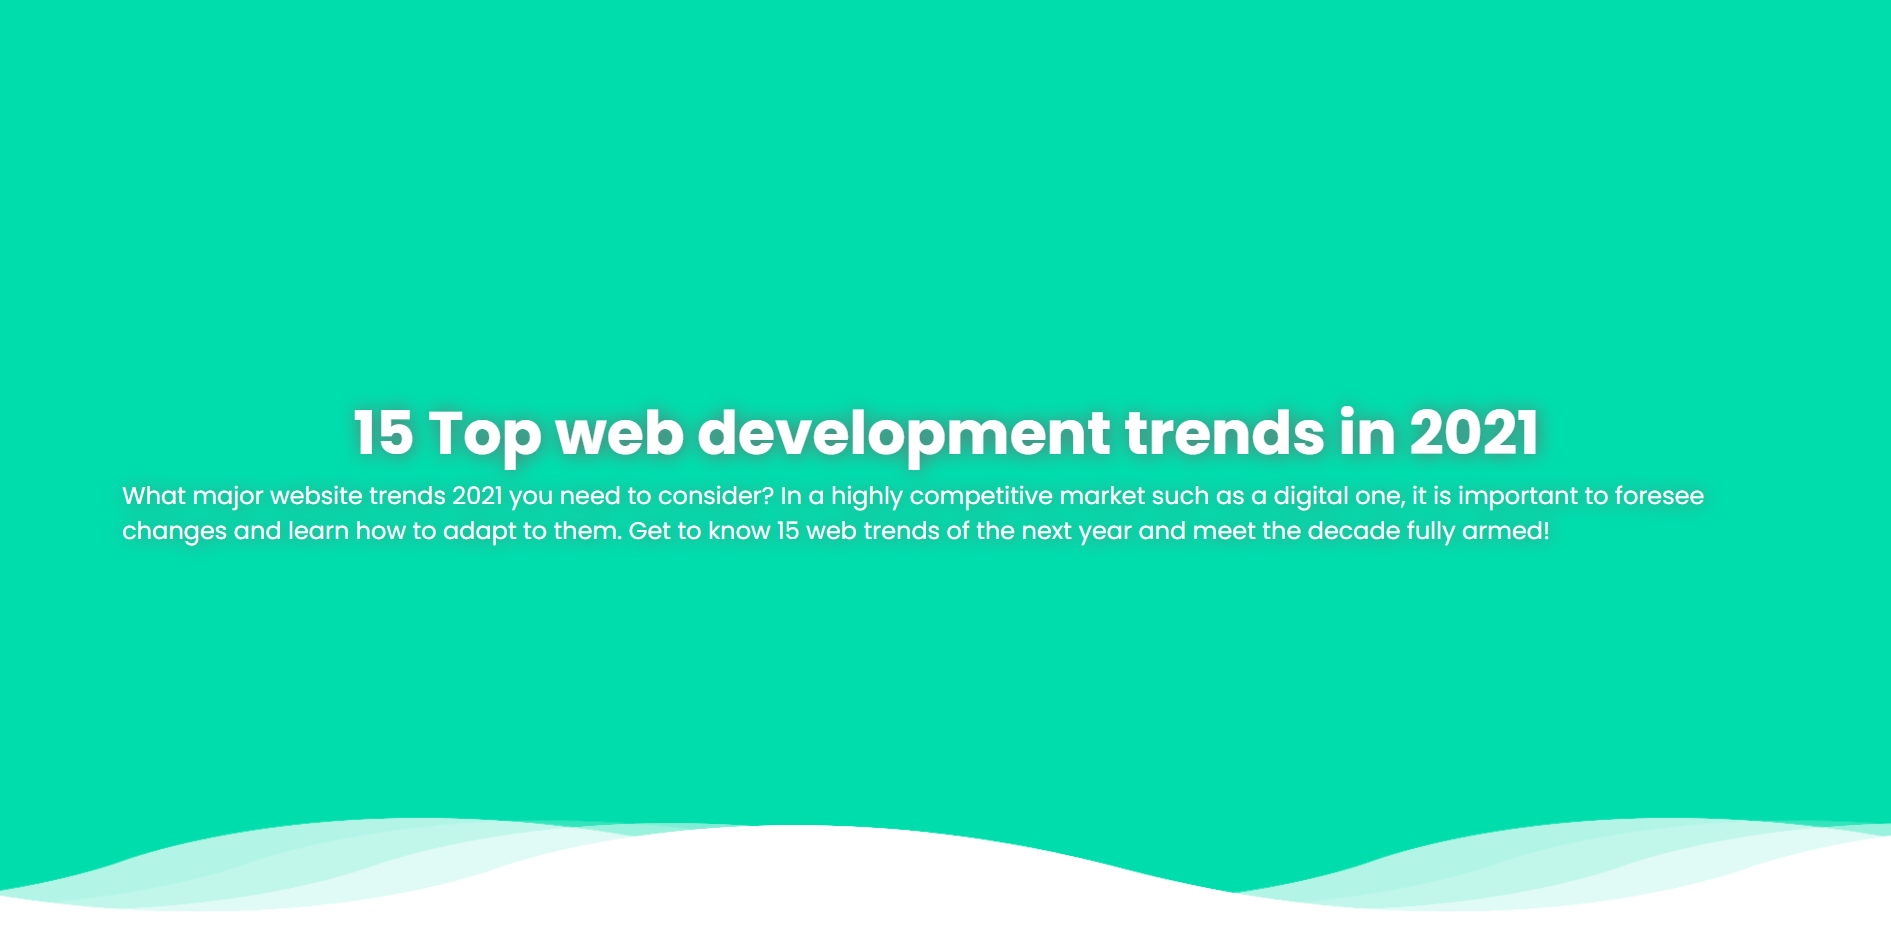 15 Top web development trends in 2021
What major website trends 2021 you need to consider? In a highly competitive market such as a digital one, it is important to foresee
changes and learn how to adapt to them. Get to know 15 web trends of the next year and meet the decade fully armed!